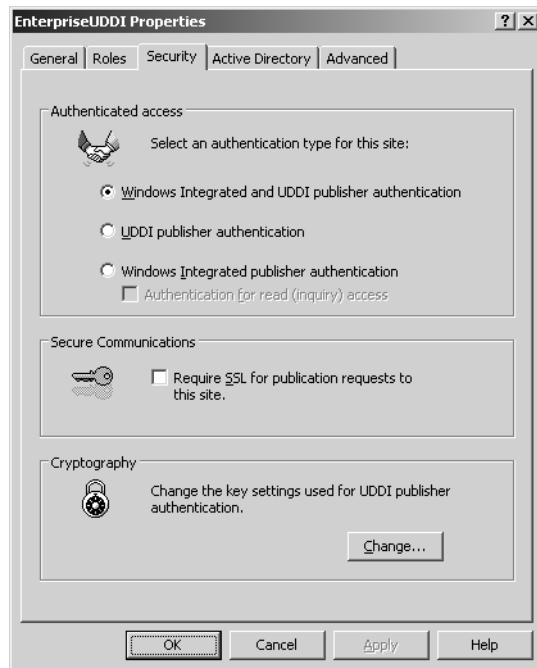 EnterpriseUDDI Properties
General Roles Security Active Directory Advanced
Authenticated access
Select an authentication type for this site:
Windows Integrated and UDDI publisher authentication
UDDI publisher authentication
Windows Integrated publisher authentication
Authentication for read (inquiry) access
Secure Communications
Require SSL for publication requests to
this site.
Cryptography
Change the key settings used for UDDI publisher
authentication.
Change...
OK Cancel Apply Help